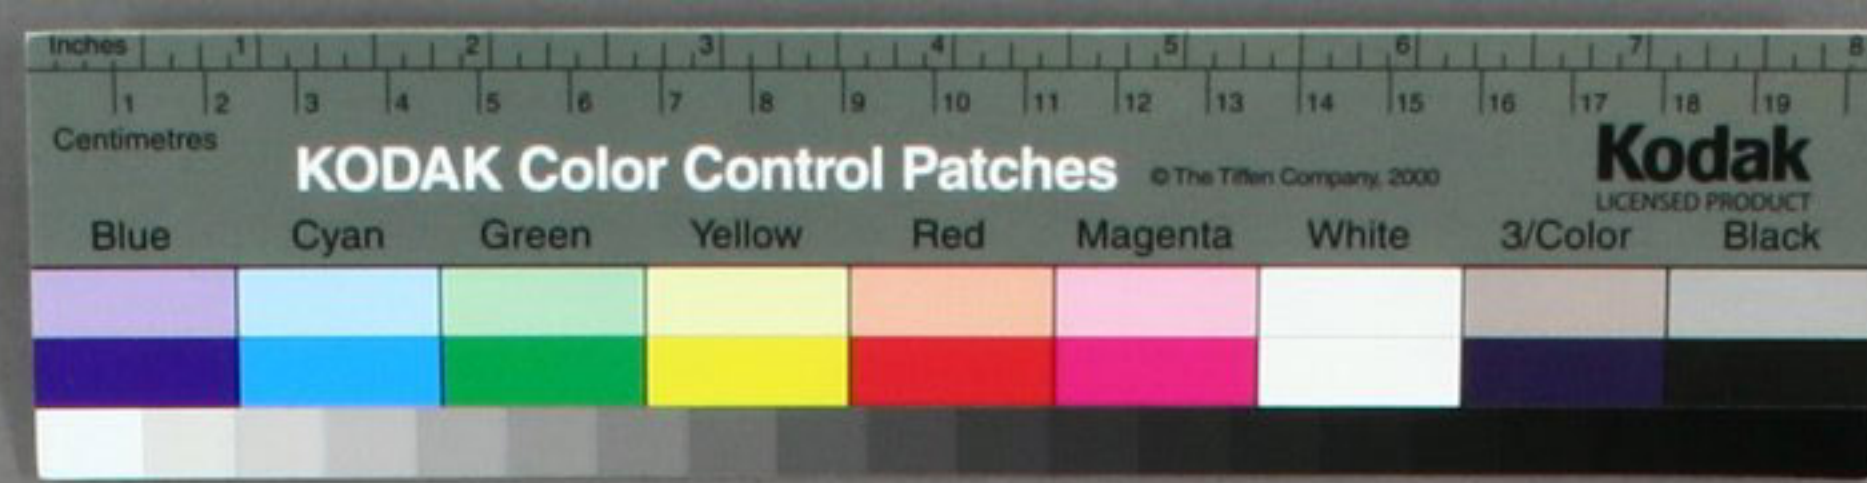 Inches 1 2 3 4 5 6 7 8
1 2 3 4 5 6 7 8 9 10 11 12 13 14 15 16 17 18 19
Centimetres
KODAK Color Control Patches © The Tiffen Company, 2000
Kodak
LICENSED PRODUCT
Blue Cyan Green Yellow Red Magenta White 3/Color Black